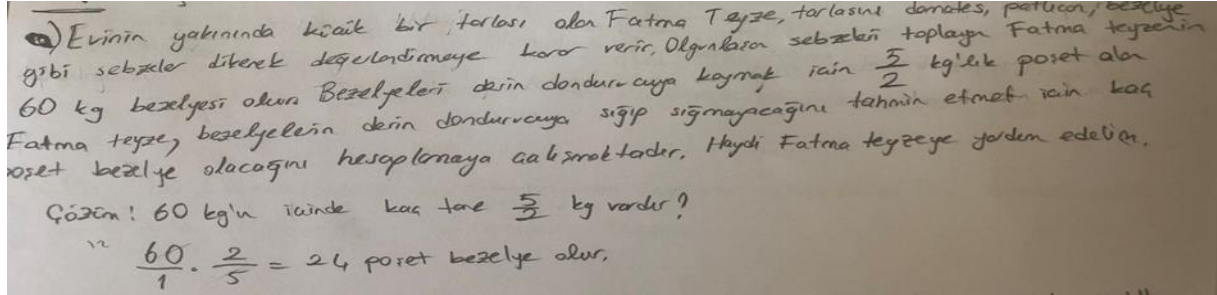 a) Evinin yakınında küçük bir tarlası olan Fatma Teyze, tarlasını domates, patlıcan, bezelye
gibi sebzeler dikerek değerlendirmeye karar verir. Olgunlaşan sebzeleri toplayan Fatma teyzenin
60 kg bezelyesi olur. Bezelyeleri derin dondurucuya koymak için 5/2 kg'lık poşet alan
Fatma teyze, bezelyelerin derin dondurucuya sığıp sığmayacağını tahmin etmek için kaç
poşet bezelye olacağını hesaplamaya çalışmaktadır. Haydi Fatma teyzeye yardım edelim.
Çözüm: 60 kg'ın içinde kaç tane 5/2 kg vardır?
12 60/1 . 2/5 = 24 poşet bezelye olur.